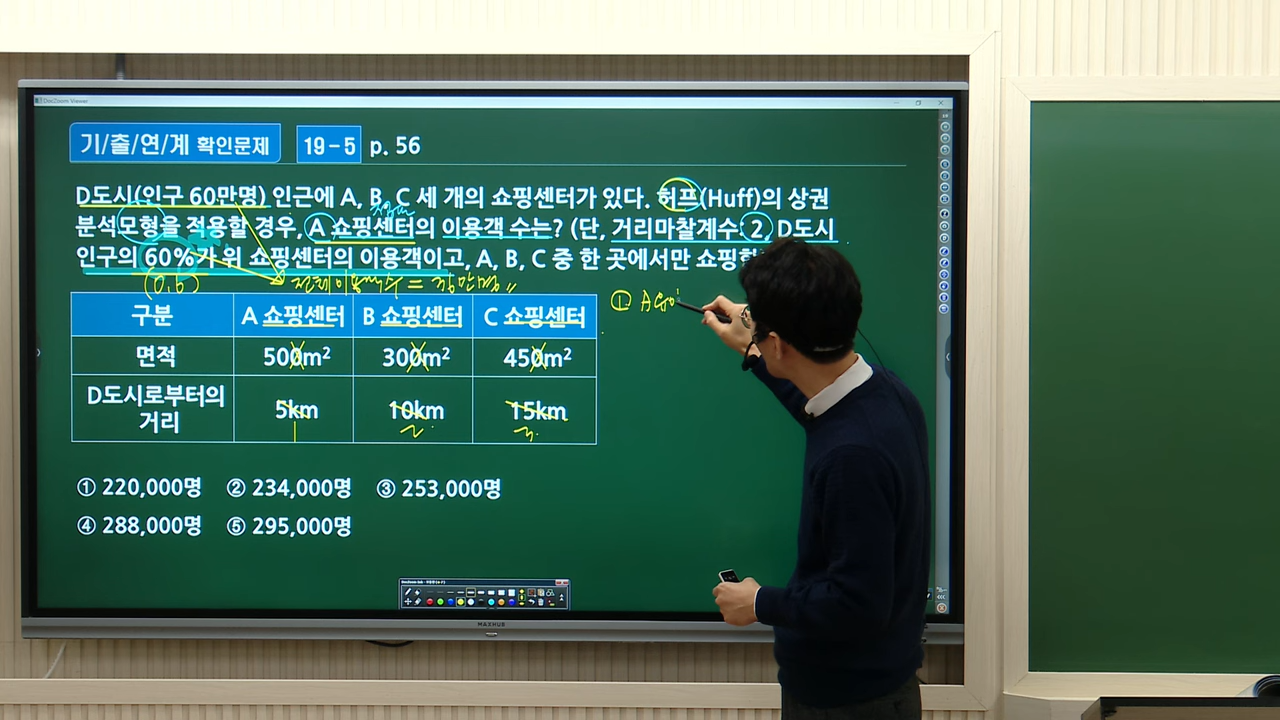 DocZoom Viewer
기/출/연/계 확인문제 19-5 p. 56
D도시(인구 60만명) 인근에 A, B, C 세 개의 쇼핑센터가 있다. 허프(Huff)의 상권
분석모형을 적용할 경우, A 쇼핑센터의 이용객 수는? (단, 거리마찰계수: 2, D도시
인구의 60%가 위 쇼핑센터의 이용객이고, A, B, C 중 한 곳에서만 쇼핑
(0.6) =
① A
구분 A 쇼핑센터 B 쇼핑센터 C 쇼핑센터
면적 500m² 300m² 450m²
D도시로부터의
거리 5km 10km 15km
1 2 3
① 220,000명 ② 234,000명 ③ 253,000명
④ 288,000명 ⑤ 295,000명
MAXHUB